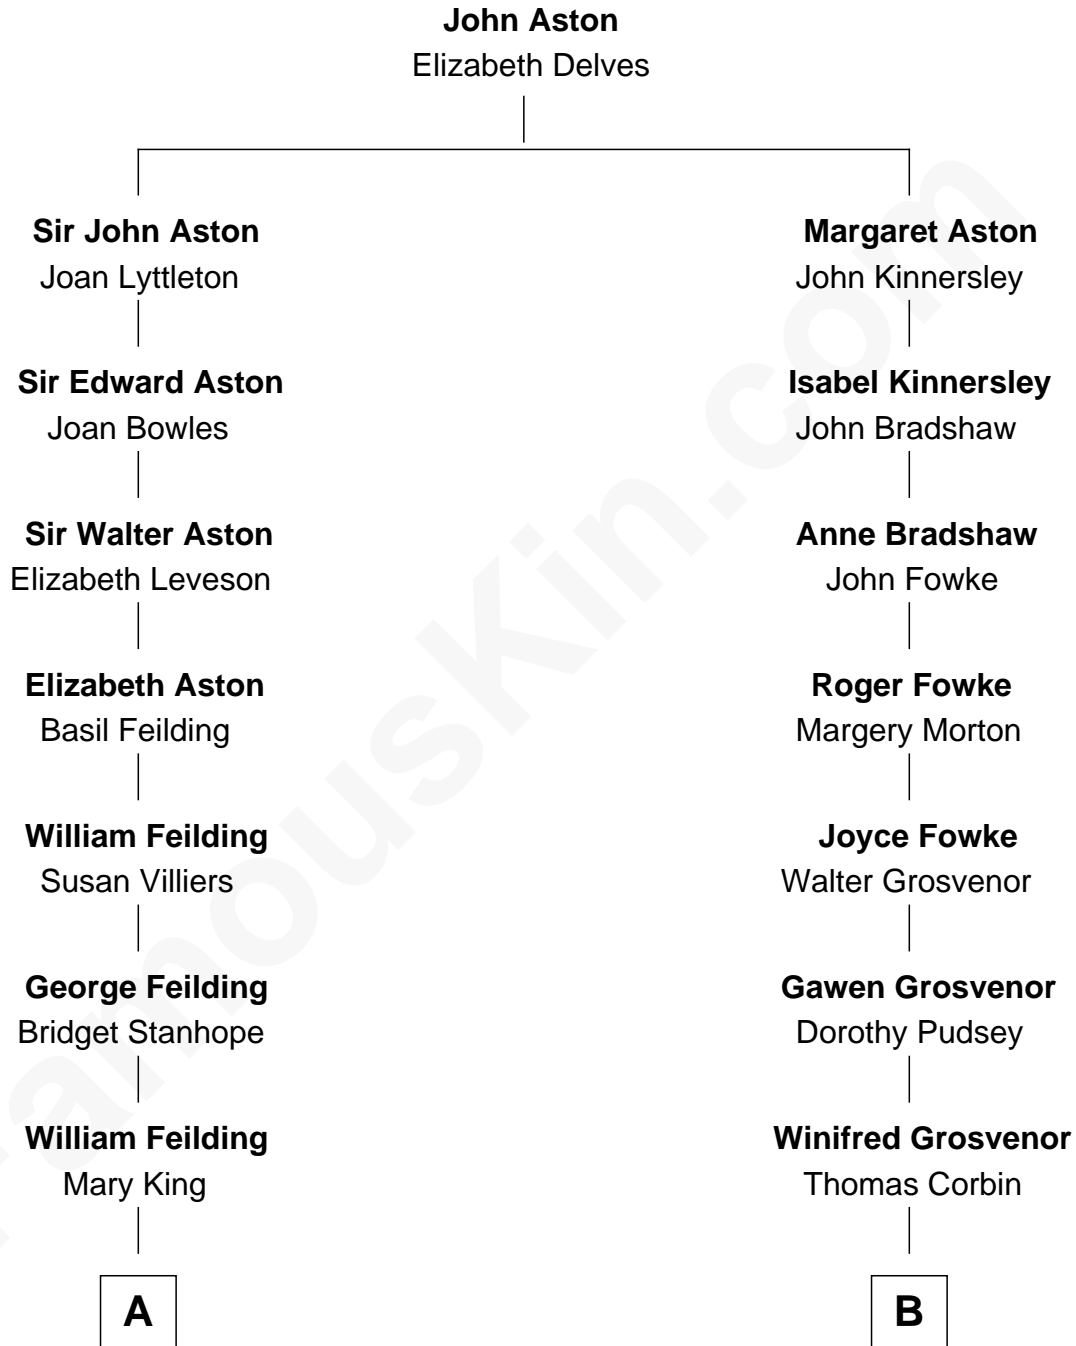 John Aston
Elizabeth Delves
Sir John Aston
Joan Lyttleton
Sir Edward Aston
Joan Bowles
Sir Walter Aston
Elizabeth Leveson
Elizabeth Aston
Basil Feilding
William Feilding
Susan Villiers
George Feilding
Bridget Stanhope
William Feilding
Mary King
A
Margaret Aston
John Kinnersley
Isabel Kinnersley
John Bradshaw
Anne Bradshaw
John Fowke
Roger Fowke
Margery Morton
Joyce Fowke
Walter Grosvenor
Gawen Grosvenor
Dorothy Pudsey
Winifred Grosvenor
Thomas Corbin
B
FamousKin.com